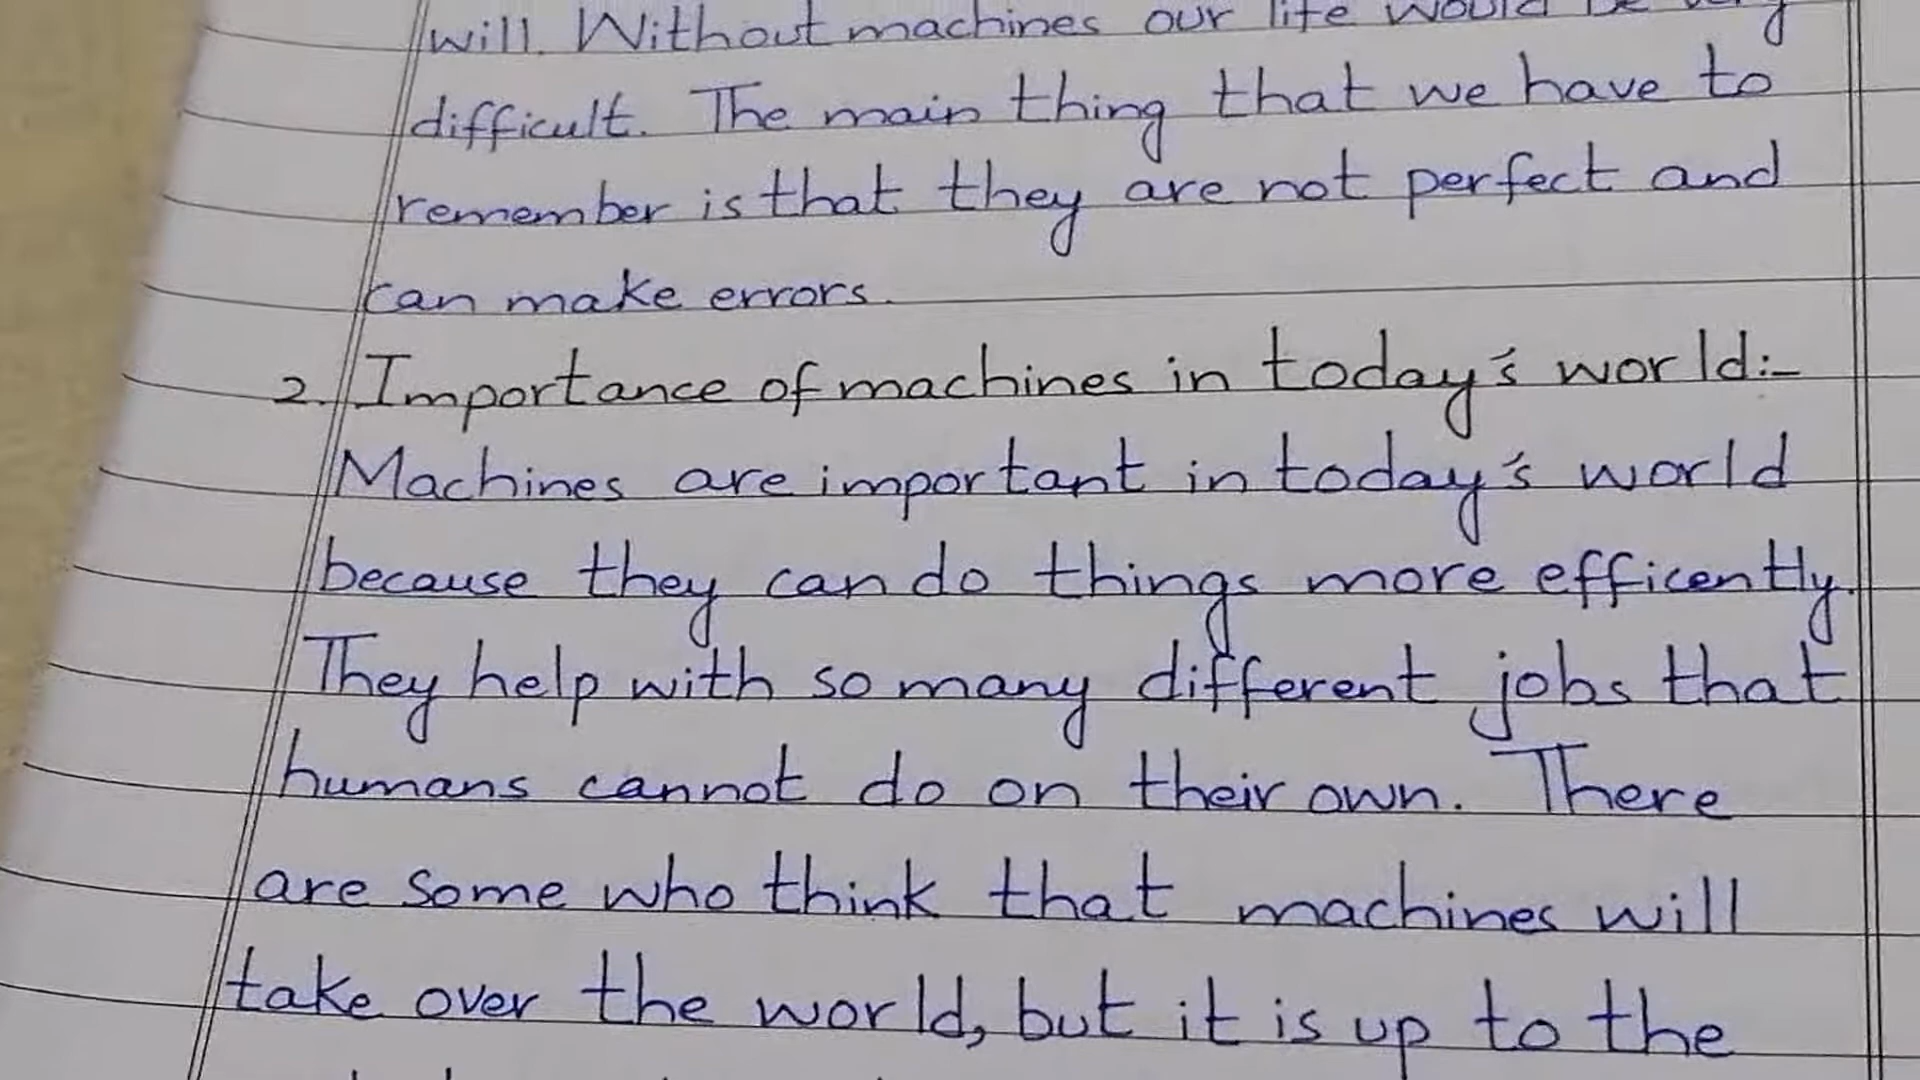 will. Without machines our life would be very
difficult. The main thing that we have to
remember is that they are not perfect and
can make errors.
2. Importance of machines in today's world:-
Machines are important in today's world
because they can do things more efficently.
They help with so many different jobs that
humans cannot do on their own. There
are some who think that machines will
take over the world, but it is up to the